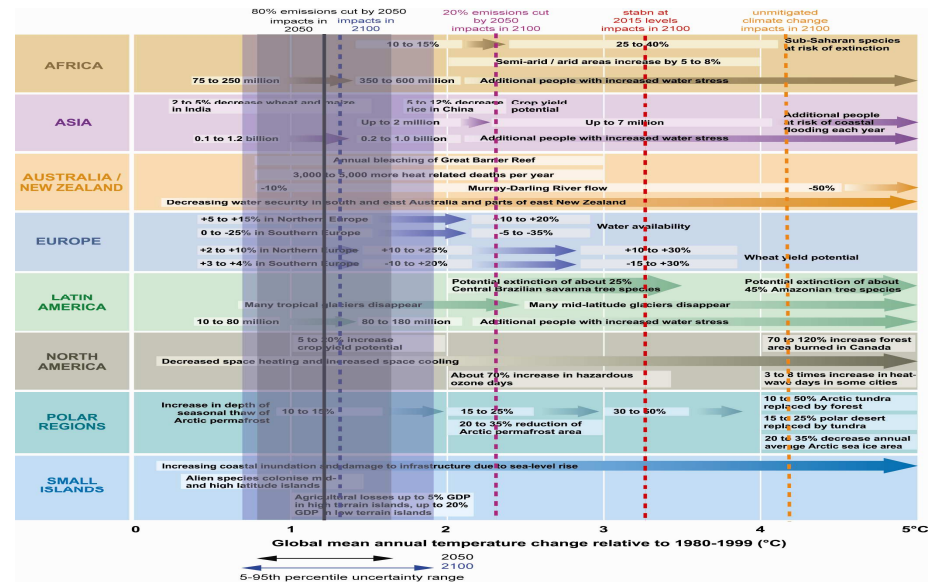 80% emissions cut by 2050
impacts in
2050
impacts in
2100
20% emissions cut
by 2050
impacts in 2100
stabn at
2015 levels
impacts in 2100
unmitigated
climate change
impacts in 2100
AFRICA
10 to 15%
25 to 40%
Sub-Saharan species
at risk of extinction
Semi-arid / arid areas increase by 5 to 8%
75 to 250 million
350 to 600 million
Additional people with increased water stress
ASIA
2 to 5% decrease wheat and maize
in India
5 to 12% decrease
rice in China
Crop yield
potential
Up to 2 million
Up to 7 million
Additional people
at risk of coastal
flooding each year
0.1 to 1.2 billion
0.2 to 1.0 billion
Additional people with increased water stress
AUSTRALIA /
NEW ZEALAND
Annual bleaching of Great Barrier Reef
3,000 to 5,000 more heat related deaths per year
-10%
Murray-Darling River flow
-50%
Decreasing water security in south and east Australia and parts of east New Zealand
EUROPE
+5 to +15% in Northern Europe
+10 to +20%
0 to -25% in Southern Europe
-5 to -35%
Water availability
+2 to +10% in Northern Europe
+10 to +25%
+10 to +30%
+3 to +4% in Southern Europe
-10 to +20%
-15 to +30%
Wheat yield potential
LATIN
AMERICA
Potential extinction of about 25%
Central Brazilian savanna tree species
Potential extinction of about
45% Amazonian tree species
Many tropical glaciers disappear
Many mid-latitude glaciers disappear
10 to 80 million
80 to 180 million
Additional people with increased water stress
NORTH
AMERICA
5 to 20% increase
crop yield potential
70 to 120% increase forest
area burned in Canada
Decreased space heating and increased space cooling
About 70% increase in hazardous
ozone days
3 to 8 times increase in heat-
wave days in some cities
POLAR
REGIONS
Increase in depth of
seasonal thaw of
Arctic permafrost
10 to 15%
15 to 25%
30 to 50%
20 to 35% reduction of
Arctic permafrost area
10 to 50% Arctic tundra
replaced by forest
15 to 25% polar desert
replaced by tundra
20 to 35% decrease annual
average Arctic sea ice area
SMALL
ISLANDS
Increasing coastal inundation and damage to infrastructure due to sea-level rise
Alien species colonise mid-
and high latitude islands
Agricultural losses up to 5% GDP
in high terrain islands, up to 20%
GDP in low terrain islands
0 1 2 3 4 5°C
Global mean annual temperature change relative to 1980-1999 (°C)
2050
2100
5-95th percentile uncertainty range